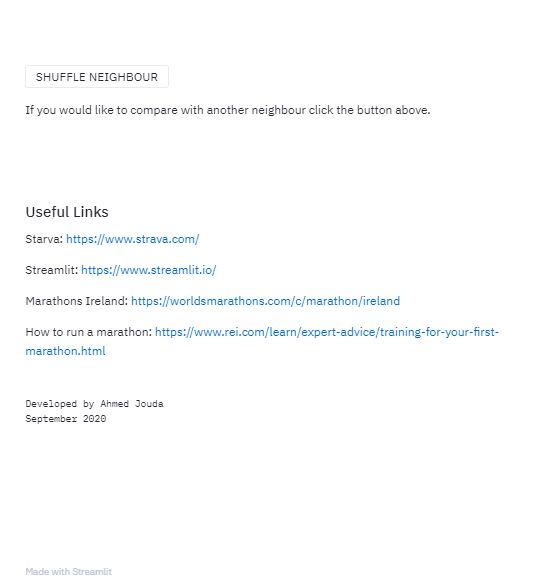 SHUFFLE NEIGHBOUR
If you would like to compare with another neighbour click the button above.
Useful Links
Starva: https://www.strava.com/
Streamlit: https://www.streamlit.io/
Marathons Ireland: https://worldsmarathons.com/c/marathon/ireland
How to run a marathon: https://www.rei.com/learn/expert-advice/training-for-your-first-
marathon.html
Developed by Ahmed Jouda
September 2020
Made with Streamlit